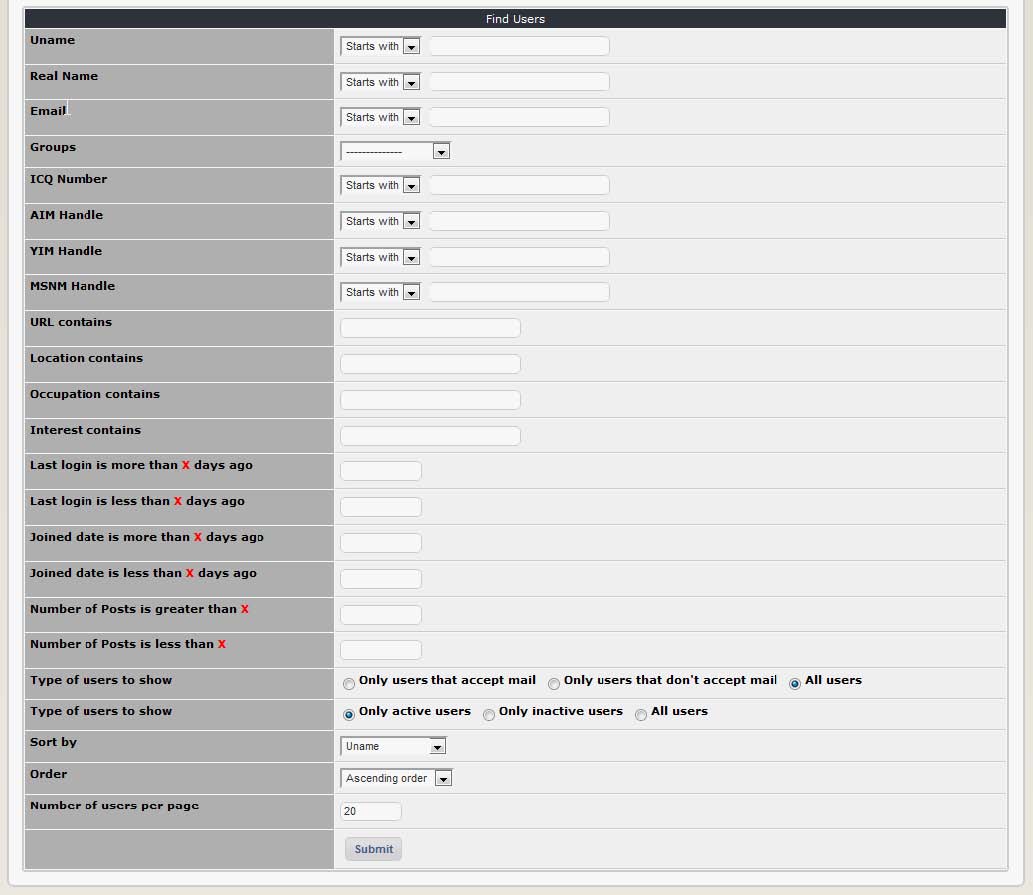 Find Users
Uname Starts with
Real Name Starts with
Email Starts with
Groups --------------
ICQ Number Starts with
AIM Handle Starts with
YIM Handle Starts with
MSNM Handle Starts with
URL contains
Location contains
Occupation contains
Interest contains
Last login is more than X days ago
Last login is less than X days ago
Joined date is more than X days ago
Joined date is less than X days ago
Number of Posts is greater than X
Number of Posts is less than X
Type of users to show Only users that accept mail Only users that don't accept mail All users
Type of users to show Only active users Only inactive users All users
Sort by Uname
Order Ascending order
Number of users per page 20
Submit